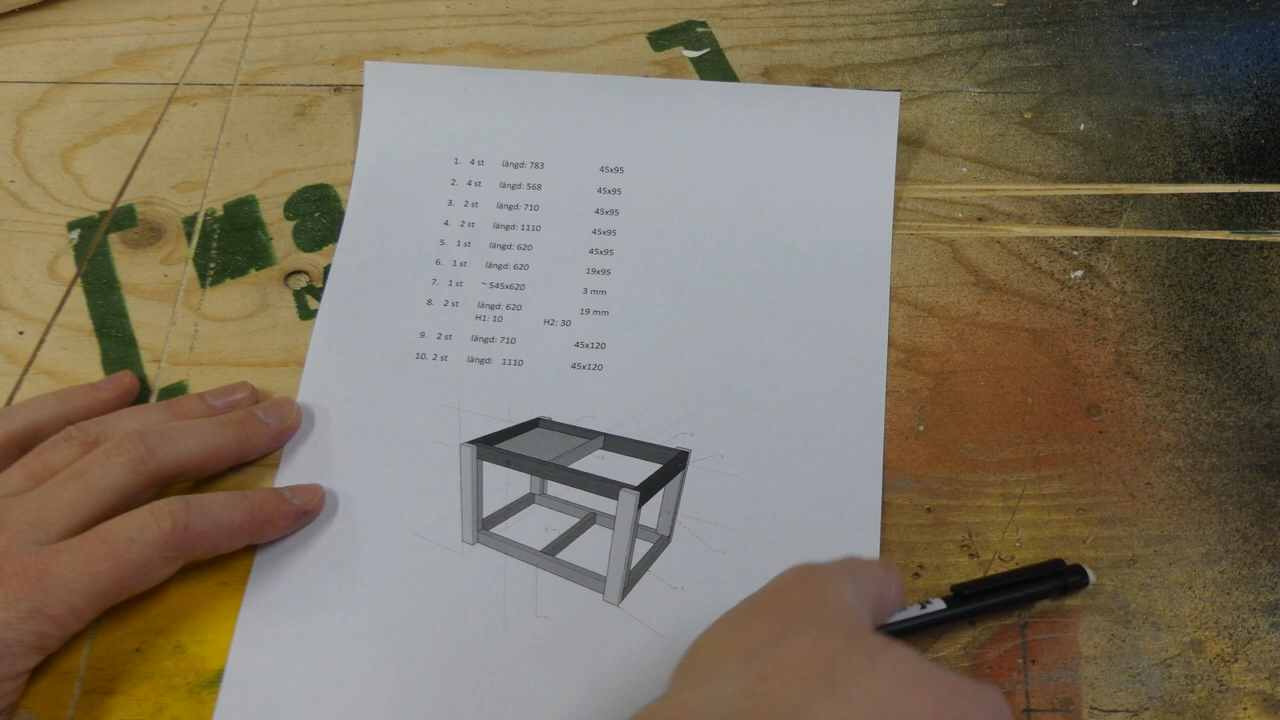 1. 4 st längd: 783 45x95
2. 4 st längd: 568 45x95
3. 2 st längd: 710 45x95
4. 2 st längd: 1110 45x95
5. 1 st längd: 620 45x95
6. 1 st längd: 620 19x95
7. 1 st ~ 545x620 3 mm
8. 2 st längd: 620 19 mm
H1: 10 H2: 30
9. 2 st längd: 710 45x120
10. 2 st längd: 1110 45x120